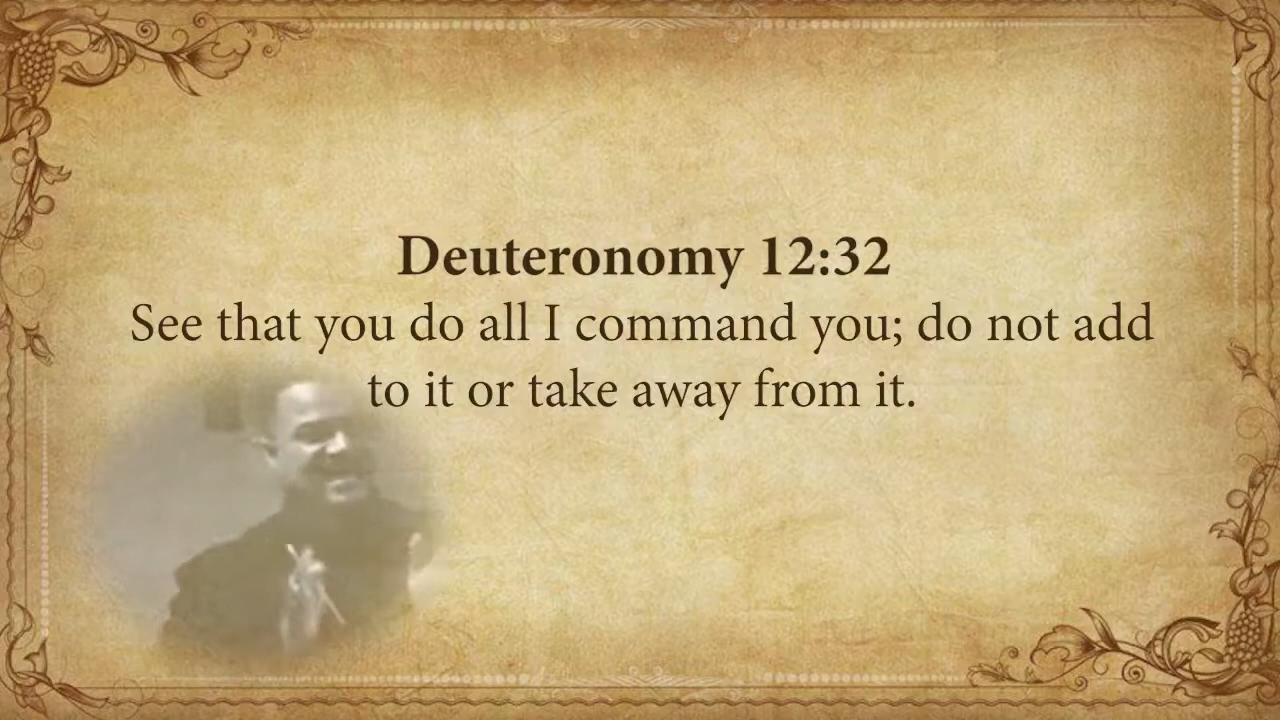 Deuteronomy 12:32
See that you do all I command you; do not add
to it or take away from it.